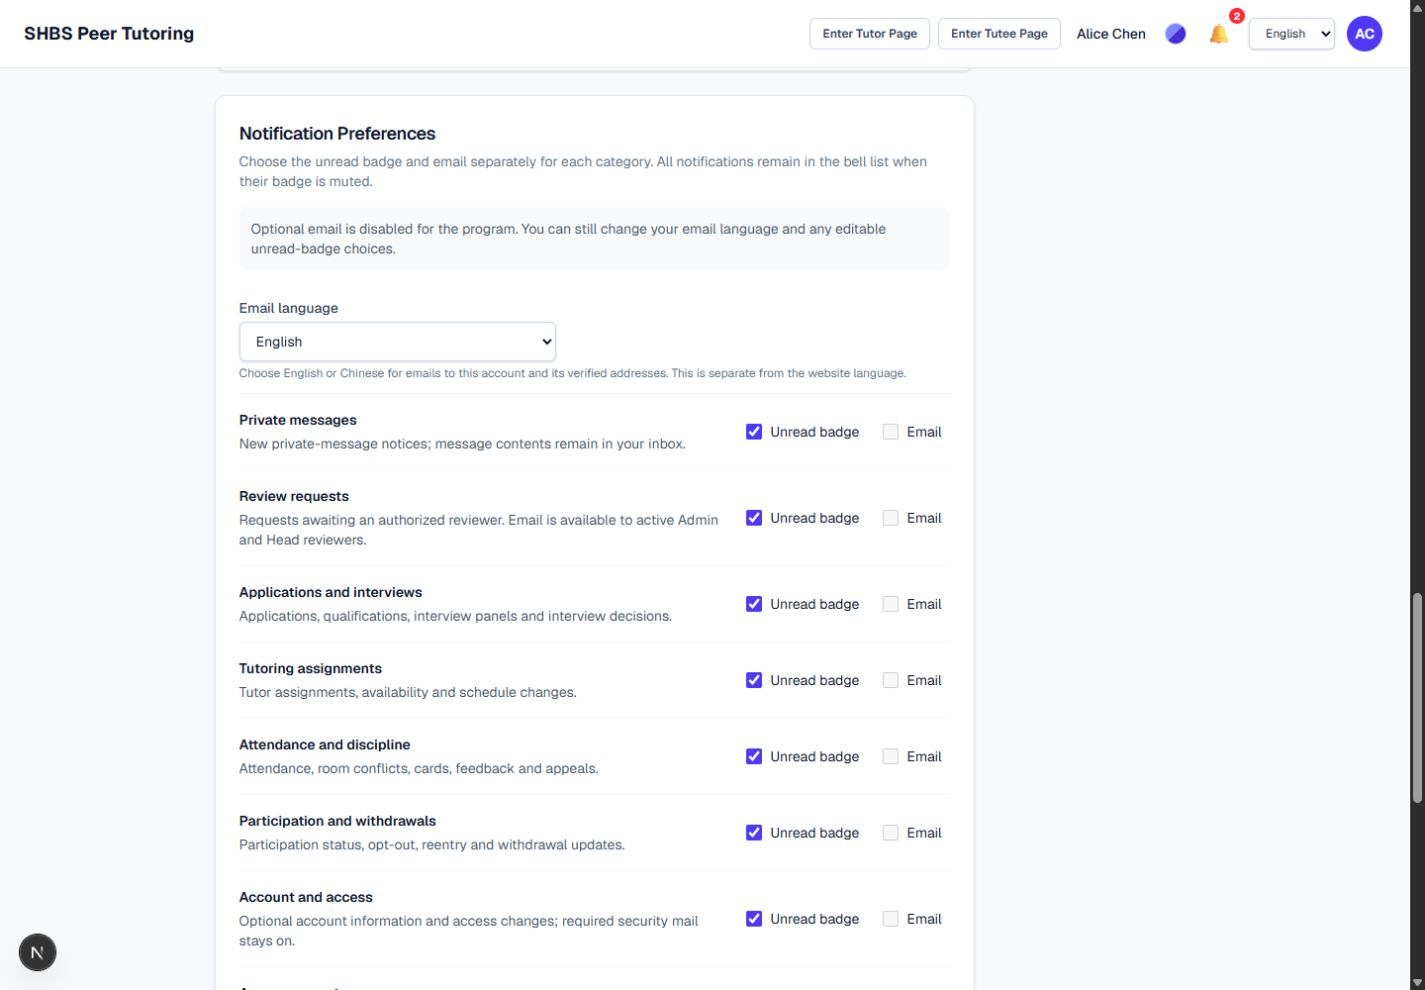 SHBS Peer Tutoring
Enter Tutor Page
Enter Tutee Page
Alice Chen
2
English
AC
Notification Preferences
Choose the unread badge and email separately for each category. All notifications remain in the bell list when
their badge is muted.
Optional email is disabled for the program. You can still change your email language and any editable
unread-badge choices.
Email language
English
Choose English or Chinese for emails to this account and its verified addresses. This is separate from the website language.
Private messages
New private-message notices; message contents remain in your inbox.
Unread badge
Email
Review requests
Requests awaiting an authorized reviewer. Email is available to active Admin
and Head reviewers.
Unread badge
Email
Applications and interviews
Applications, qualifications, interview panels and interview decisions.
Unread badge
Email
Tutoring assignments
Tutor assignments, availability and schedule changes.
Unread badge
Email
Attendance and discipline
Attendance, room conflicts, cards, feedback and appeals.
Unread badge
Email
Participation and withdrawals
Participation status, opt-out, reentry and withdrawal updates.
Unread badge
Email
Account and access
Optional account information and access changes; required security mail
stays on.
Unread badge
Email
N